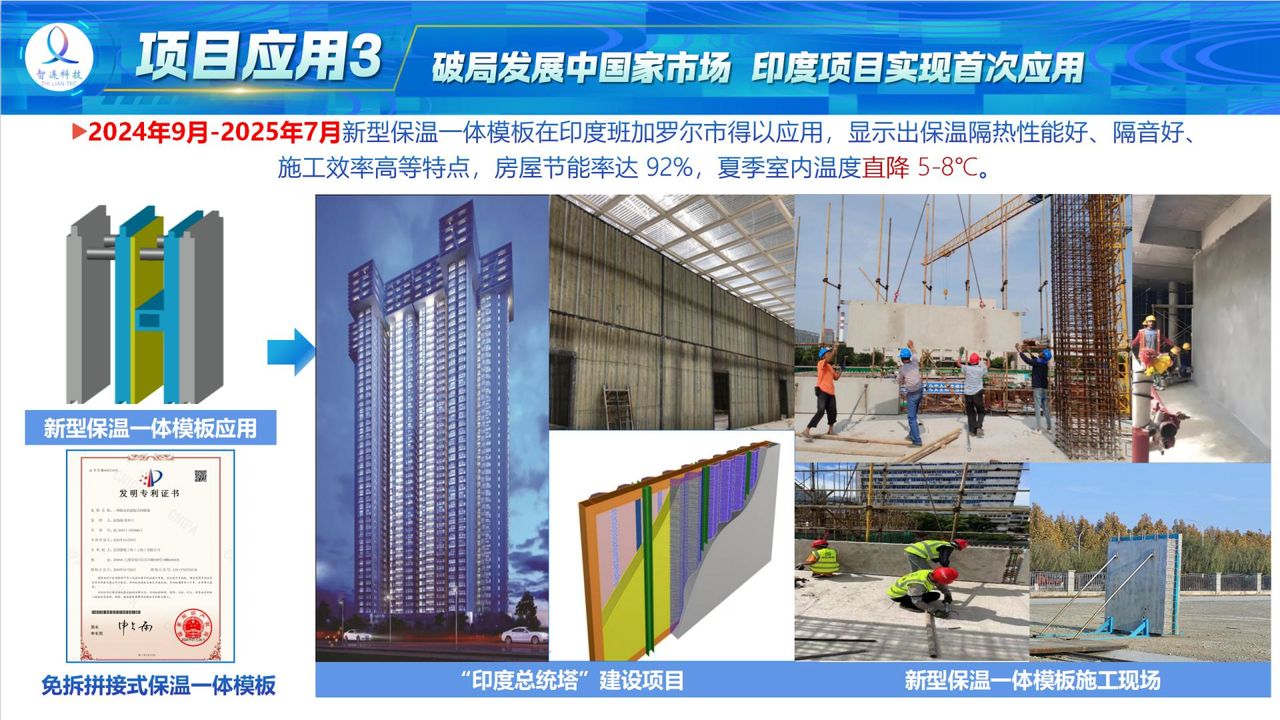 智连科技
ZHI LIAN TEC
项目应用3
破局发展中国家市场 印度项目实现首次应用
2024年9月-2025年7月新型保温一体模板在印度班加罗尔市得以应用，显示出保温隔热性能好、隔音好、
施工效率高等特点，房屋节能率达 92%，夏季室内温度直降 5-8℃。
新型保温一体模板应用
发明专利证书
免拆拼接式保温一体模板
“印度总统塔”建设项目
新型保温一体模板施工现场